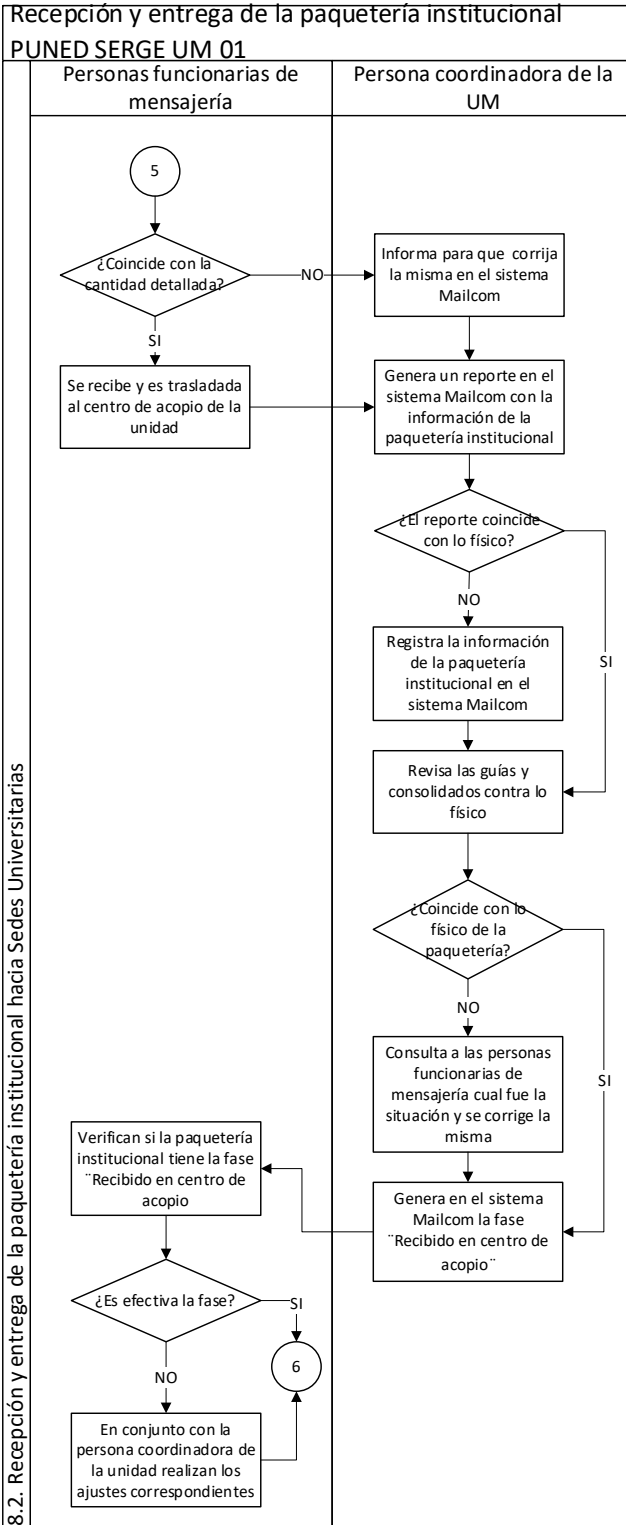 Recepción y entrega de la paquetería institucional
PUNED SERGE UM 01
Personas funcionarias de
mensajería
Persona coordinadora de la
UM
8.2. Recepción y entrega de la paquetería institucional hacia Sedes Universitarias
5
¿Coincide con la
cantidad detallada?
NO
Informa para que corrija
la misma en el sistema
Mailcom
SI
Se recibe y es trasladada
al centro de acopio de la
unidad
Genera un reporte en el
sistema Mailcom con la
información de la
paquetería institucional
¿El reporte coincide
con lo físico?
NO
SI
Registra la información
de la paquetería
institucional en el
sistema Mailcom
Revisa las guías y
consolidados contra lo
físico
¿Coincide con lo
físico de la
paquetería?
NO
SI
Consulta a las personas
funcionarias de
mensajería cual fue la
situación y se corrige la
misma
Genera en el sistema
Mailcom la fase
¨Recibido en centro de
acopio¨
Verifican si la paquetería
institucional tiene la fase
¨Recibido en centro de
acopio
¿Es efectiva la fase?
SI
6
NO
En conjunto con la
persona coordinadora de
la unidad realizan los
ajustes correspondientes